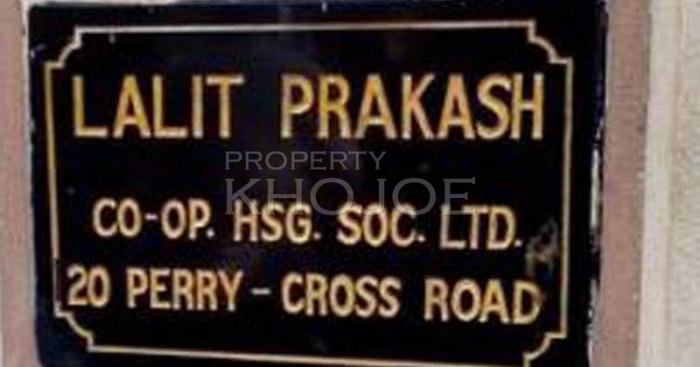 LALIT PRAKASH
PROPERTY
KHOJOE
CO-OP. HSG. SOC. LTD.
20 PERRY - CROSS ROAD